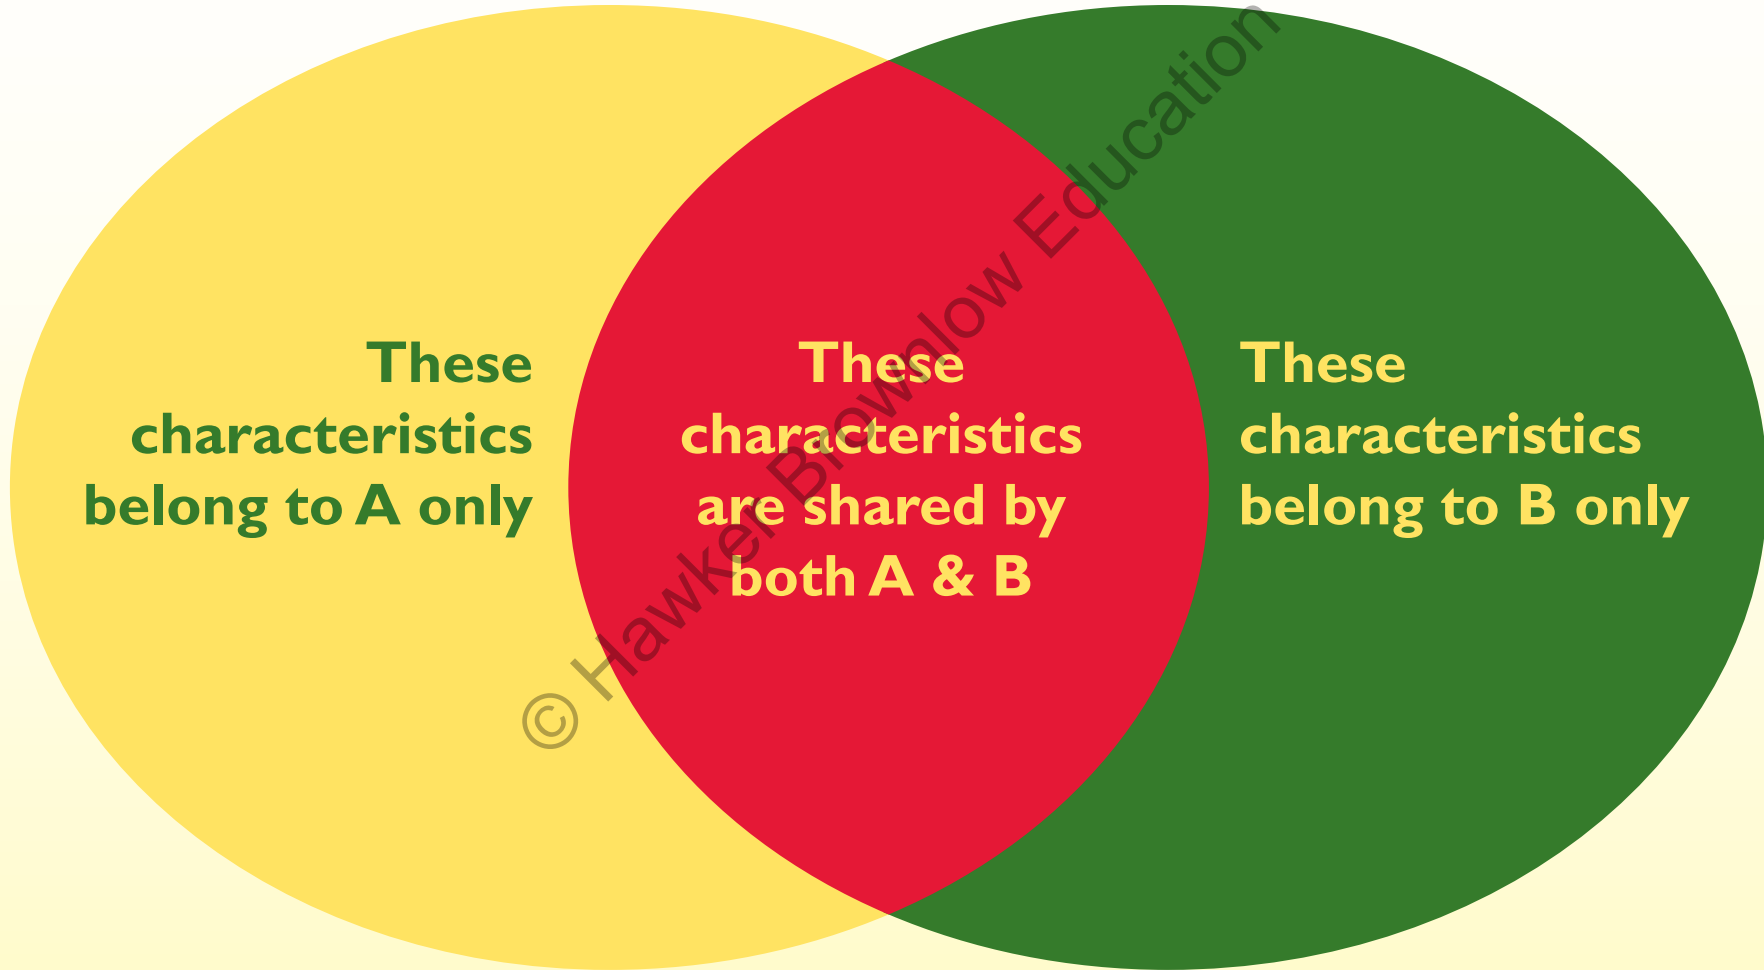 These
characteristics
belong to A only
These
characteristics
are shared by
both A & B
These
characteristics
belong to B only
© Hawker Brownlow Education